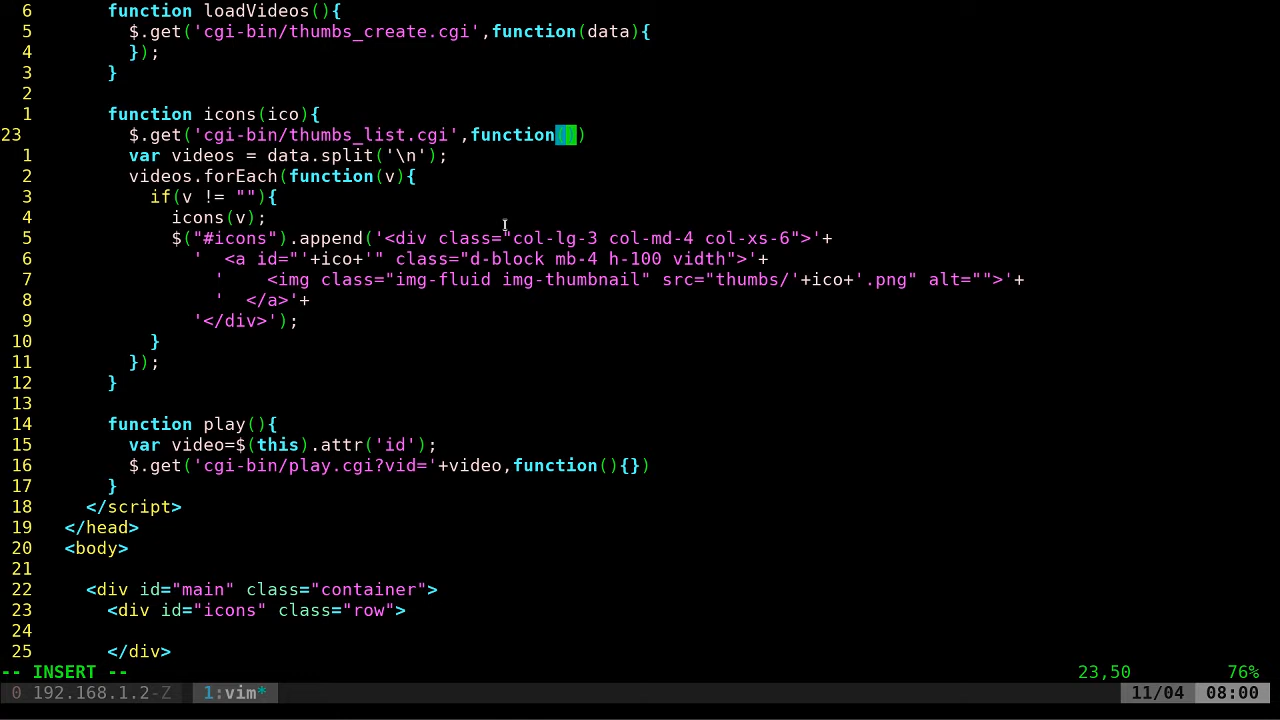 6       function loadVideos(){
5         $.get('cgi-bin/thumbs_create.cgi',function(data){
4         });
3       }
2
1       function icons(ico){
23        $.get('cgi-bin/thumbs_list.cgi',function())
1         var videos = data.split('\n');
2         videos.forEach(function(v){
3           if(v != ""){
4             icons(v);
5             $("#icons").append('<div class="col-lg-3 col-md-4 col-xs-6">'+
6               '  <a id="'+ico+'" class="d-block mb-4 h-100 vidth">'+
7                 '    <img class="img-fluid img-thumbnail" src="thumbs/'+ico+'.png" alt="">'+
8                 '  </a>'+
9               '</div>');
10          }
11        });
12      }
13
14      function play(){
15        var video=$(this).attr('id');
16        $.get('cgi-bin/play.cgi?vid='+video,function(){})
17      }
18    </script>
19  </head>
20  <body>
21
22    <div id="main" class="container">
23      <div id="icons" class="row">
24
25      </div>
-- INSERT -- 23,50 76%
0 192.168.1.2-Z 1:vim* 11/04 08:00